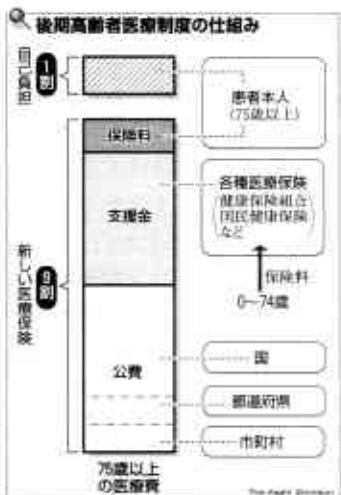 後期高齢者医療制度の仕組み
自己負担
1割
患者本人
(75歳以上)
保険料
新しい医療保険
9割
支援金
各種医療保険
(健康保険組合
国民健康保険
など)
保険料
0〜74歳
公費
国
都道府県
市町村
75歳以上
の医療費
The Asahi Shimbun